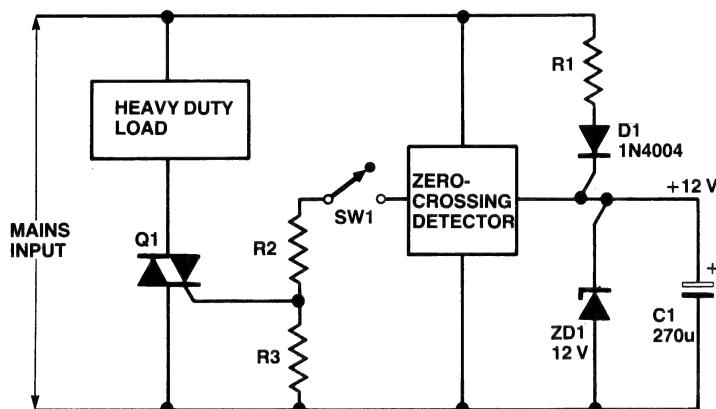 R1
HEAVY DUTY
LOAD
D1
1N4004
ZERO-
CROSSING
DETECTOR
+12 V
SW1
MAINS
INPUT
Q1
R2
+
C1
270u
ZD1
12 V
R3